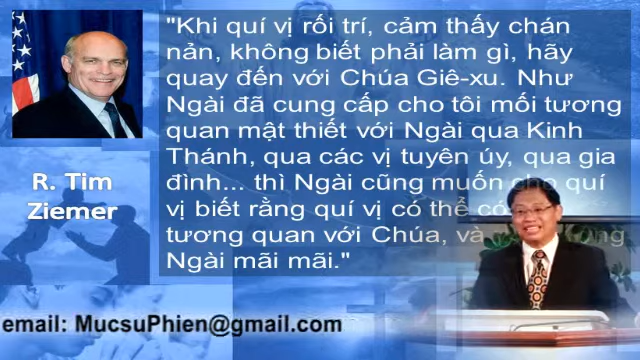 "Khi quí vị rối trí, cảm thấy chán
nản, không biết phải làm gì, hãy
quay đến với Chúa Giê-xu. Như
Ngài đã cung cấp cho tôi mối tương
quan mật thiết với Ngài qua Kinh
Thánh, qua các vị tuyên úy, qua gia
đình... thì Ngài cũng muốn cho quí
vị biết rằng quí vị có thể có
tương quan với Chúa, và
Ngài mãi mãi."
R. Tim
Ziemer
email: MucsuPhien@gmail.com